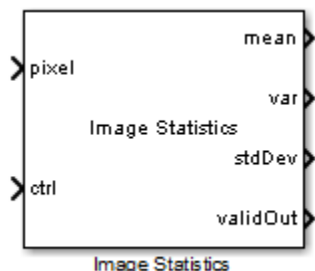 mean
pixel
var
Image Statistics
stdDev
ctrl
validOut
Image Statistics